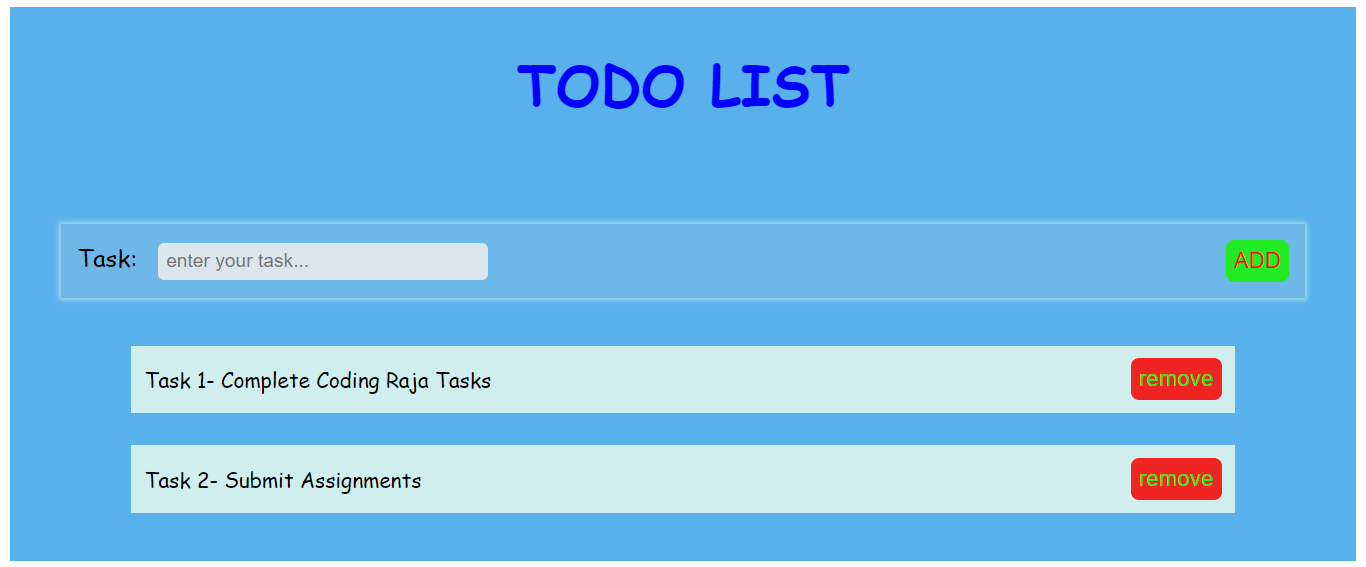 TODO LIST
Task: enter your task... ADD
Task 1- Complete Coding Raja Tasks remove
Task 2- Submit Assignments remove